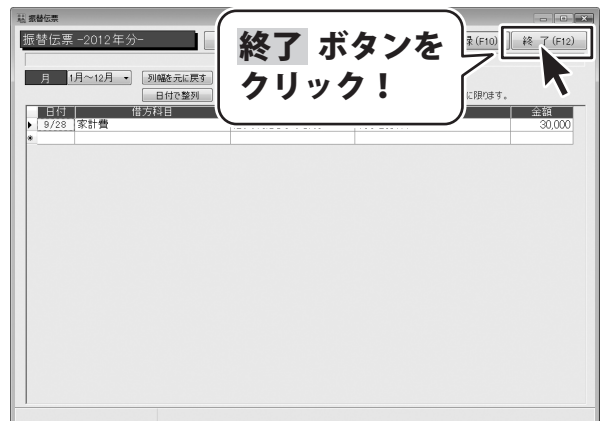 振替伝票
振替伝票 -2012年分-
終了 ボタンを
クリック！
(F10)
終 了 (F12)
月
1月～12月
列幅を元に戻す
日付で整列
に限ります。
日付
借方科目
金額
9/28
家計費
30,000